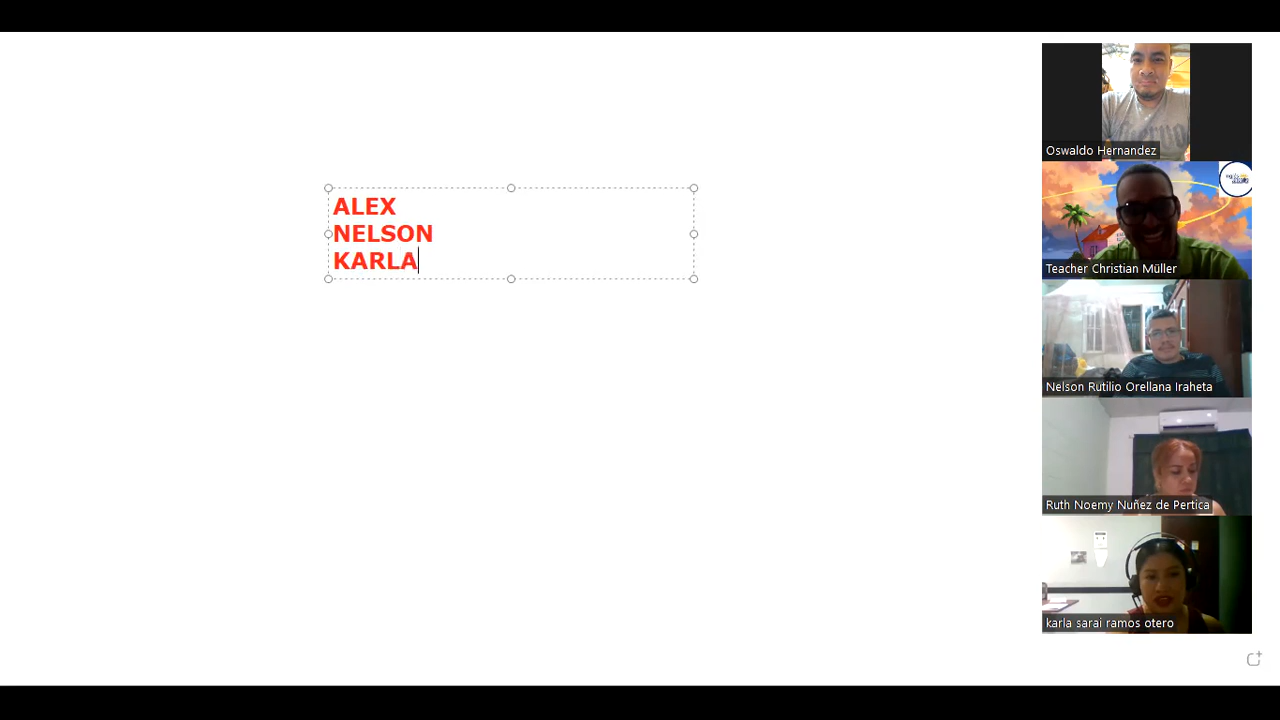 ALEX
NELSON
KARLA
Oswaldo Hernandez
Teacher Christian Müller
Nelson Rutilio Orellana Iraheta
Ruth Noemy Nuñez de Pertica
karla sarai ramos otero